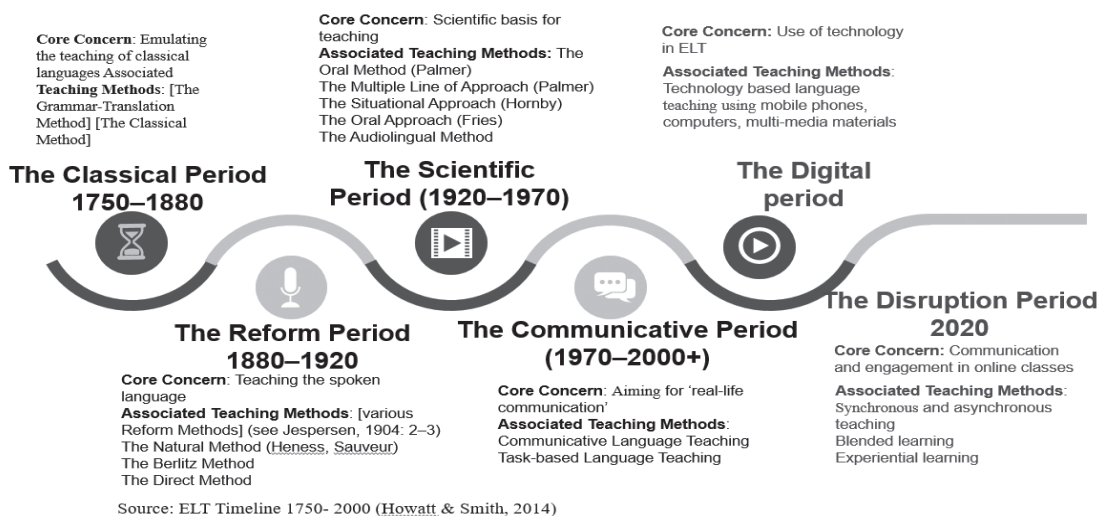 Core Concern: Emulating
the teaching of classical
languages Associated
Teaching Methods: [The
Grammar-Translation
Method] [The Classical
Method]
The Classical Period
1750–1880
Core Concern: Teaching the spoken
language
Associated Teaching Methods: [various
Reform Methods] (see Jespersen, 1904: 2–3)
The Natural Method (Heness, Sauveur)
The Berlitz Method
The Direct Method
The Reform Period
1880–1920
Core Concern: Scientific basis for
teaching
Associated Teaching Methods: The
Oral Method (Palmer)
The Multiple Line of Approach (Palmer)
The Situational Approach (Hornby)
The Oral Approach (Fries)
The Audiolingual Method
The Scientific
Period (1920–1970)
The Communicative Period
(1970–2000+)
Core Concern: Aiming for ‘real-life
communication’
Associated Teaching Methods:
Communicative Language Teaching
Task-based Language Teaching
Core Concern: Use of technology
in ELT
Associated Teaching Methods:
Technology based language
teaching using mobile phones,
computers, multi-media materials
The Digital
period
The Disruption Period
2020
Core Concern: Communication
and engagement in online classes
Associated Teaching Methods:
Synchronous and asynchronous
teaching
Blended learning
Experiential learning
Source: ELT Timeline 1750- 2000 (Howatt & Smith, 2014)